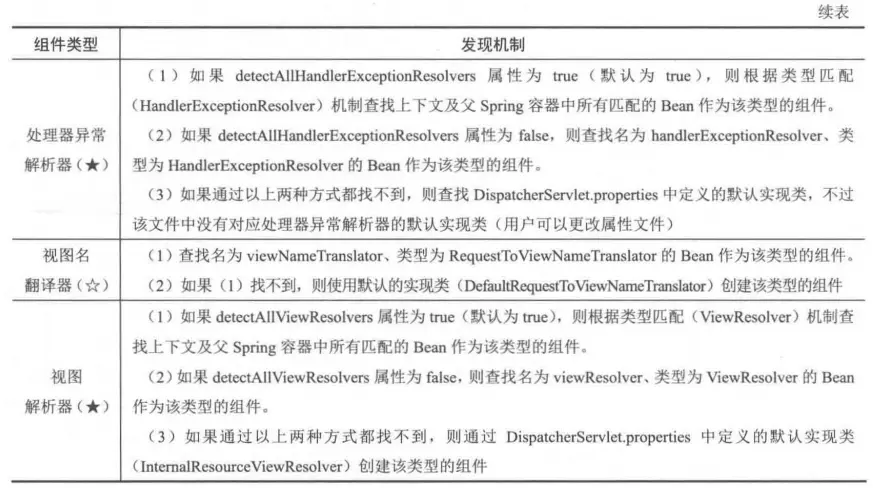 续表
组件类型 发现机制
处理器异常
解析器（★）
（1）如果 detectAllHandlerExceptionResolvers 属性为 true（默认为 true），则根据类型匹配
（HandlerExceptionResolver）机制查找上下文及父 Spring 容器中所有匹配的 Bean 作为该类型的组件。
（2）如果 detectAllHandlerExceptionResolvers 属性为 false，则查找名为 handlerExceptionResolver、类
型为 HandlerExceptionResolver 的 Bean 作为该类型的组件。
（3）如果通过以上两种方式都找不到，则查找 DispatcherServlet.properties 中定义的默认实现类，不过
该文件中没有对应处理器异常解析器的默认实现类（用户可以更改属性文件）
视图名
翻译器（☆）
（1）查找名为 viewNameTranslator、类型为 RequestToViewNameTranslator 的 Bean 作为该类型的组件。
（2）如果（1）找不到，则使用默认的实现类（DefaultRequestToViewNameTranslator）创建该类型的组件
视图
解析器（★）
（1）如果 detectAllViewResolvers 属性为 true（默认为 true），则根据类型匹配（ViewResolver）机制查
找上下文及父 Spring 容器中所有匹配的 Bean 作为该类型的组件。
（2）如果 detectAllViewResolvers 属性为 false，则查找名为 viewResolver、类型为 ViewResolver 的 Bean
作为该类型的组件。
（3）如果通过以上两种方式都找不到，则通过 DispatcherServlet.properties 中定义的默认实现类
（InternalResourceViewResolver）创建该类型的组件